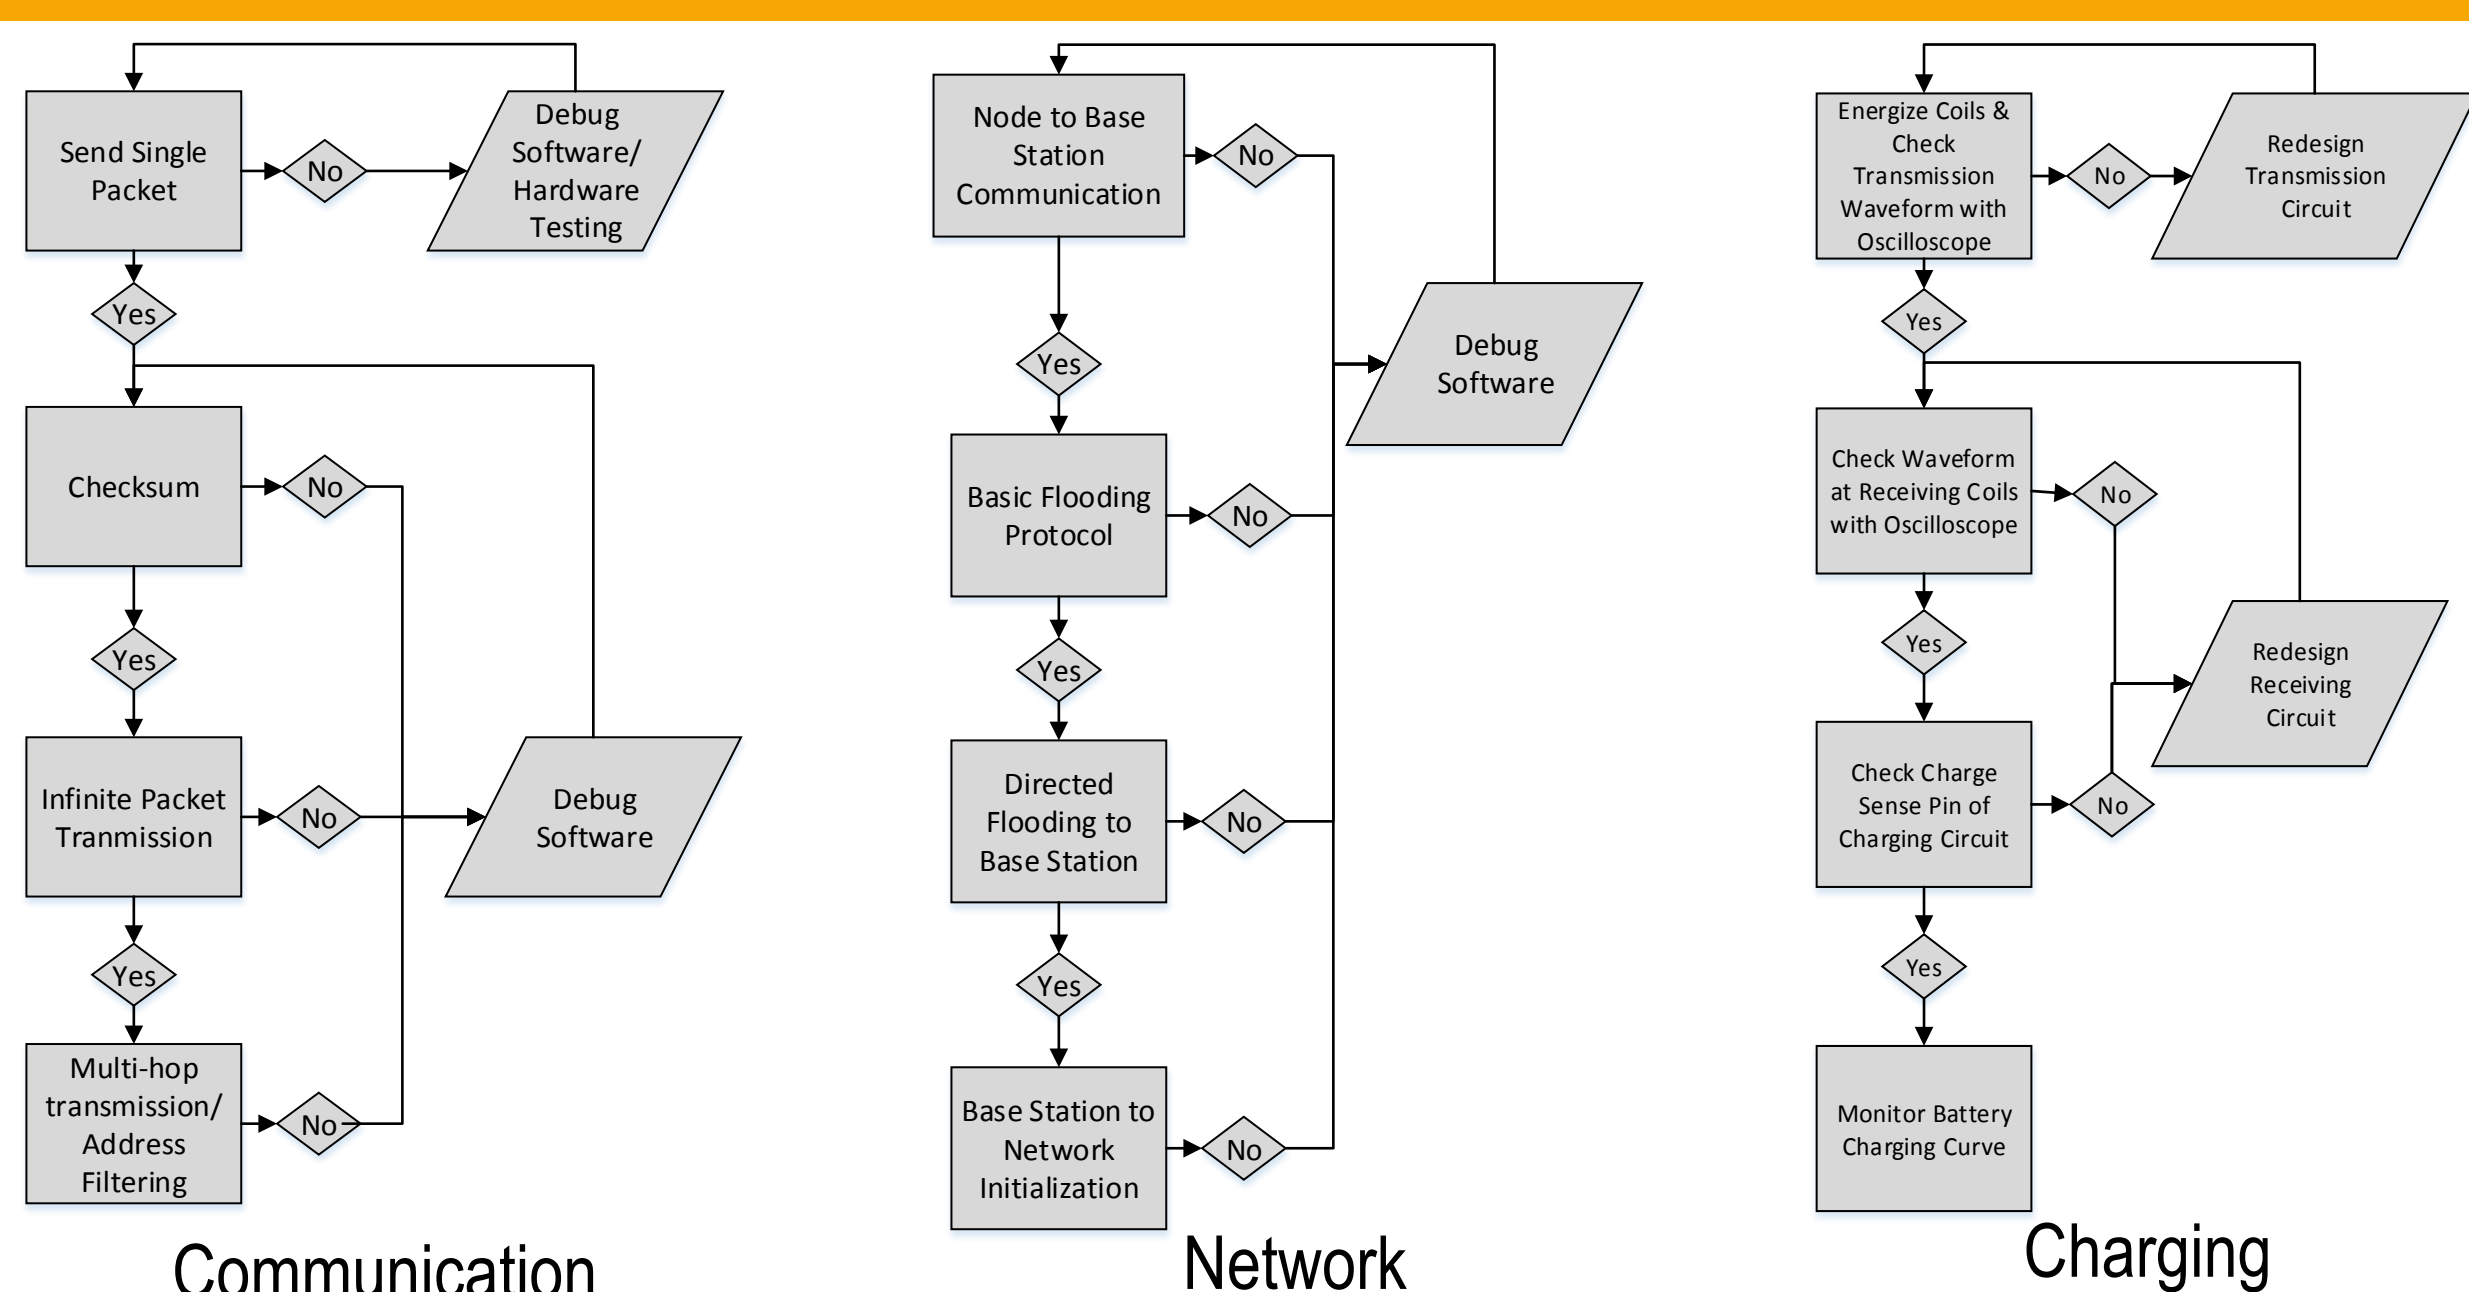 Send Single
Packet
No
Debug
Software/
Hardware
Testing
Yes
Checksum
No
Yes
Infinite Packet
Tranmission
No
Debug
Software
Yes
Multi-hop
transmission/
Address
Filtering
No
Communication
Node to Base
Station
Communication
No
Debug
Software
Yes
Basic Flooding
Protocol
No
Yes
Directed
Flooding to
Base Station
No
Yes
Base Station to
Network
Initialization
No
Network
Energize Coils &
Check
Transmission
Waveform with
Oscilloscope
No
Redesign
Transmission
Circuit
Yes
Check Waveform
at Receiving Coils
with Oscilloscope
No
Redesign
Receiving
Circuit
Yes
Check Charge
Sense Pin of
Charging Circuit
No
Yes
Monitor Battery
Charging Curve
Charging